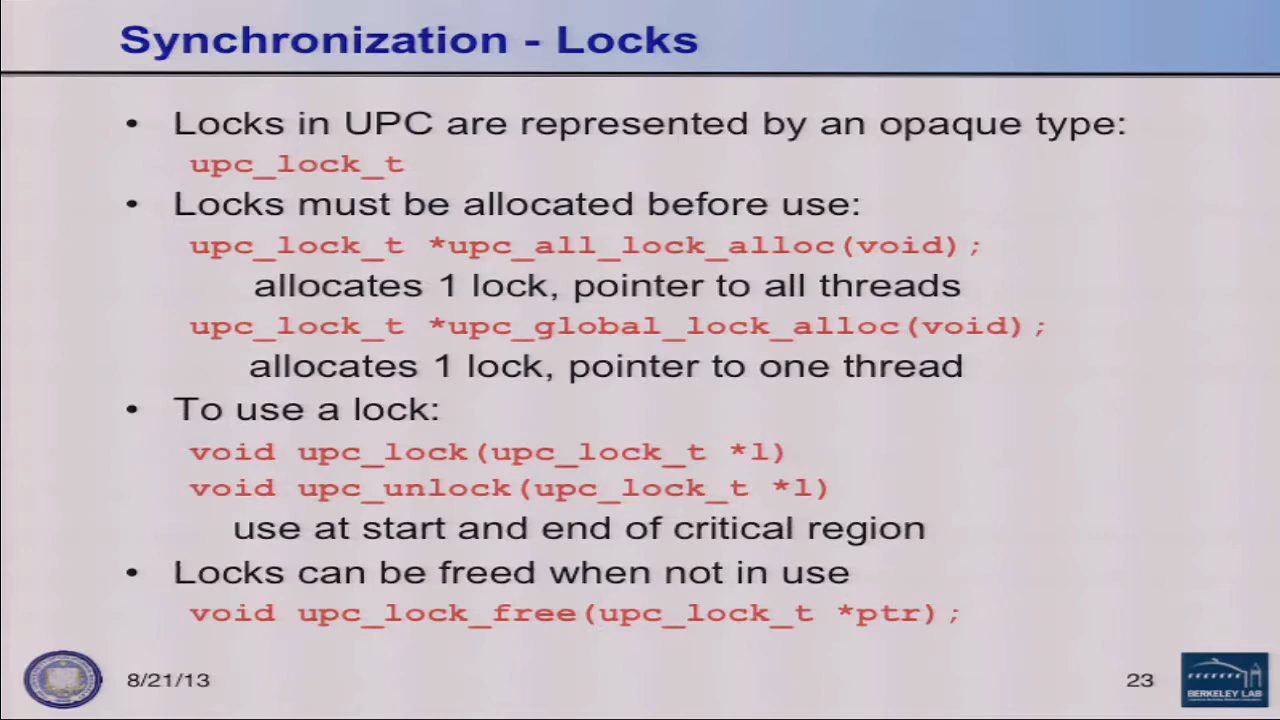 Synchronization - Locks
• Locks in UPC are represented by an opaque type:
upc_lock_t
• Locks must be allocated before use:
upc_lock_t *upc_all_lock_alloc(void);
allocates 1 lock, pointer to all threads
upc_lock_t *upc_global_lock_alloc(void);
allocates 1 lock, pointer to one thread
• To use a lock:
void upc_lock(upc_lock_t *l)
void upc_unlock(upc_lock_t *l)
use at start and end of critical region
• Locks can be freed when not in use
void upc_lock_free(upc_lock_t *ptr);
8/21/13
23
BERKELEY LAB